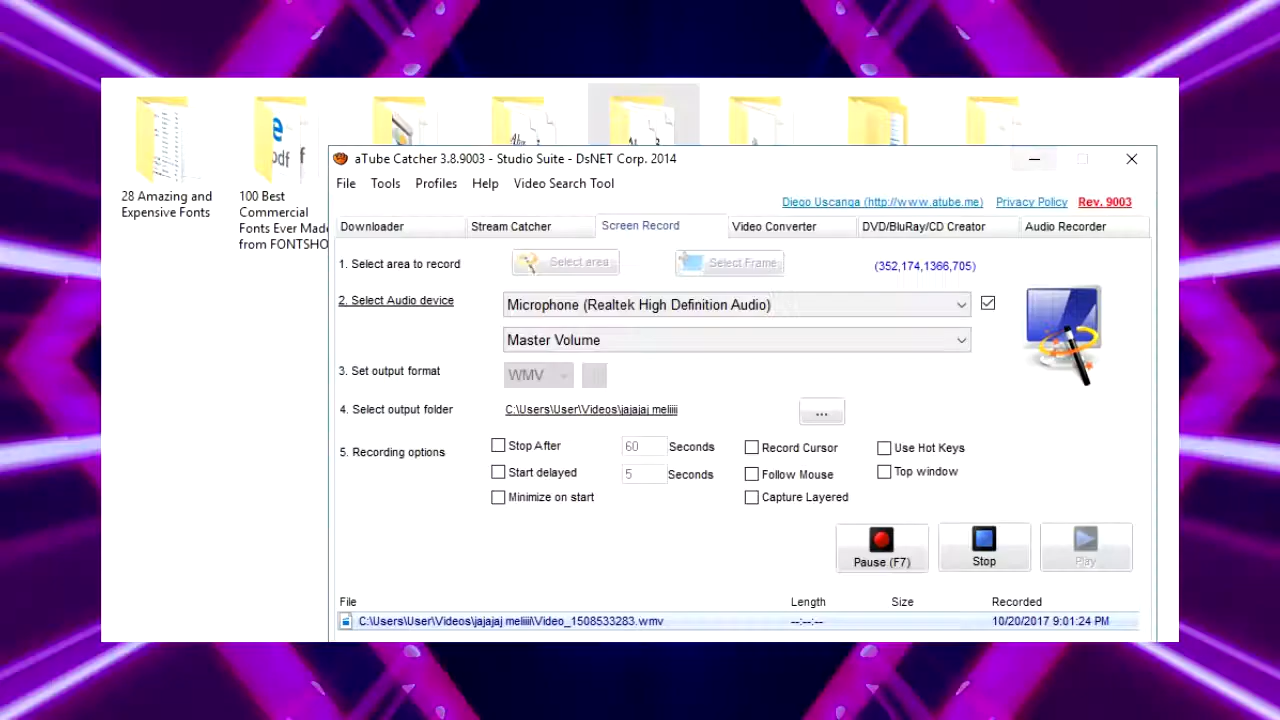 28 Amazing and
Expensive Fonts
100 Best
Commercial
Fonts Ever Made
from FONTSHO
aTube Catcher 3.8.9003 - Studio Suite - DsNET Corp. 2014
File Tools Profiles Help Video Search Tool
Diego Uscanga (http://www.atube.me) Privacy Policy Rev. 9003
Downloader Stream Catcher Screen Record Video Converter DVD/BluRay/CD Creator Audio Recorder
1. Select area to record Select area Select Frame (352,174,1366,705)
2. Select Audio device Microphone (Realtek High Definition Audio)
Master Volume
3. Set output format WMV
4. Select output folder C:\Users\User\Videos\jajajaj meliiii ...
5. Recording options
Stop After 60 Seconds Record Cursor Use Hot Keys
Start delayed 5 Seconds Follow Mouse Top window
Minimize on start Capture Layered
Pause (F7) Stop Play
File Length Size Recorded
C:\Users\User\Videos\jajajaj meliiii\Video_1508533283.wmv --:--:-- 10/20/2017 9:01:24 PM